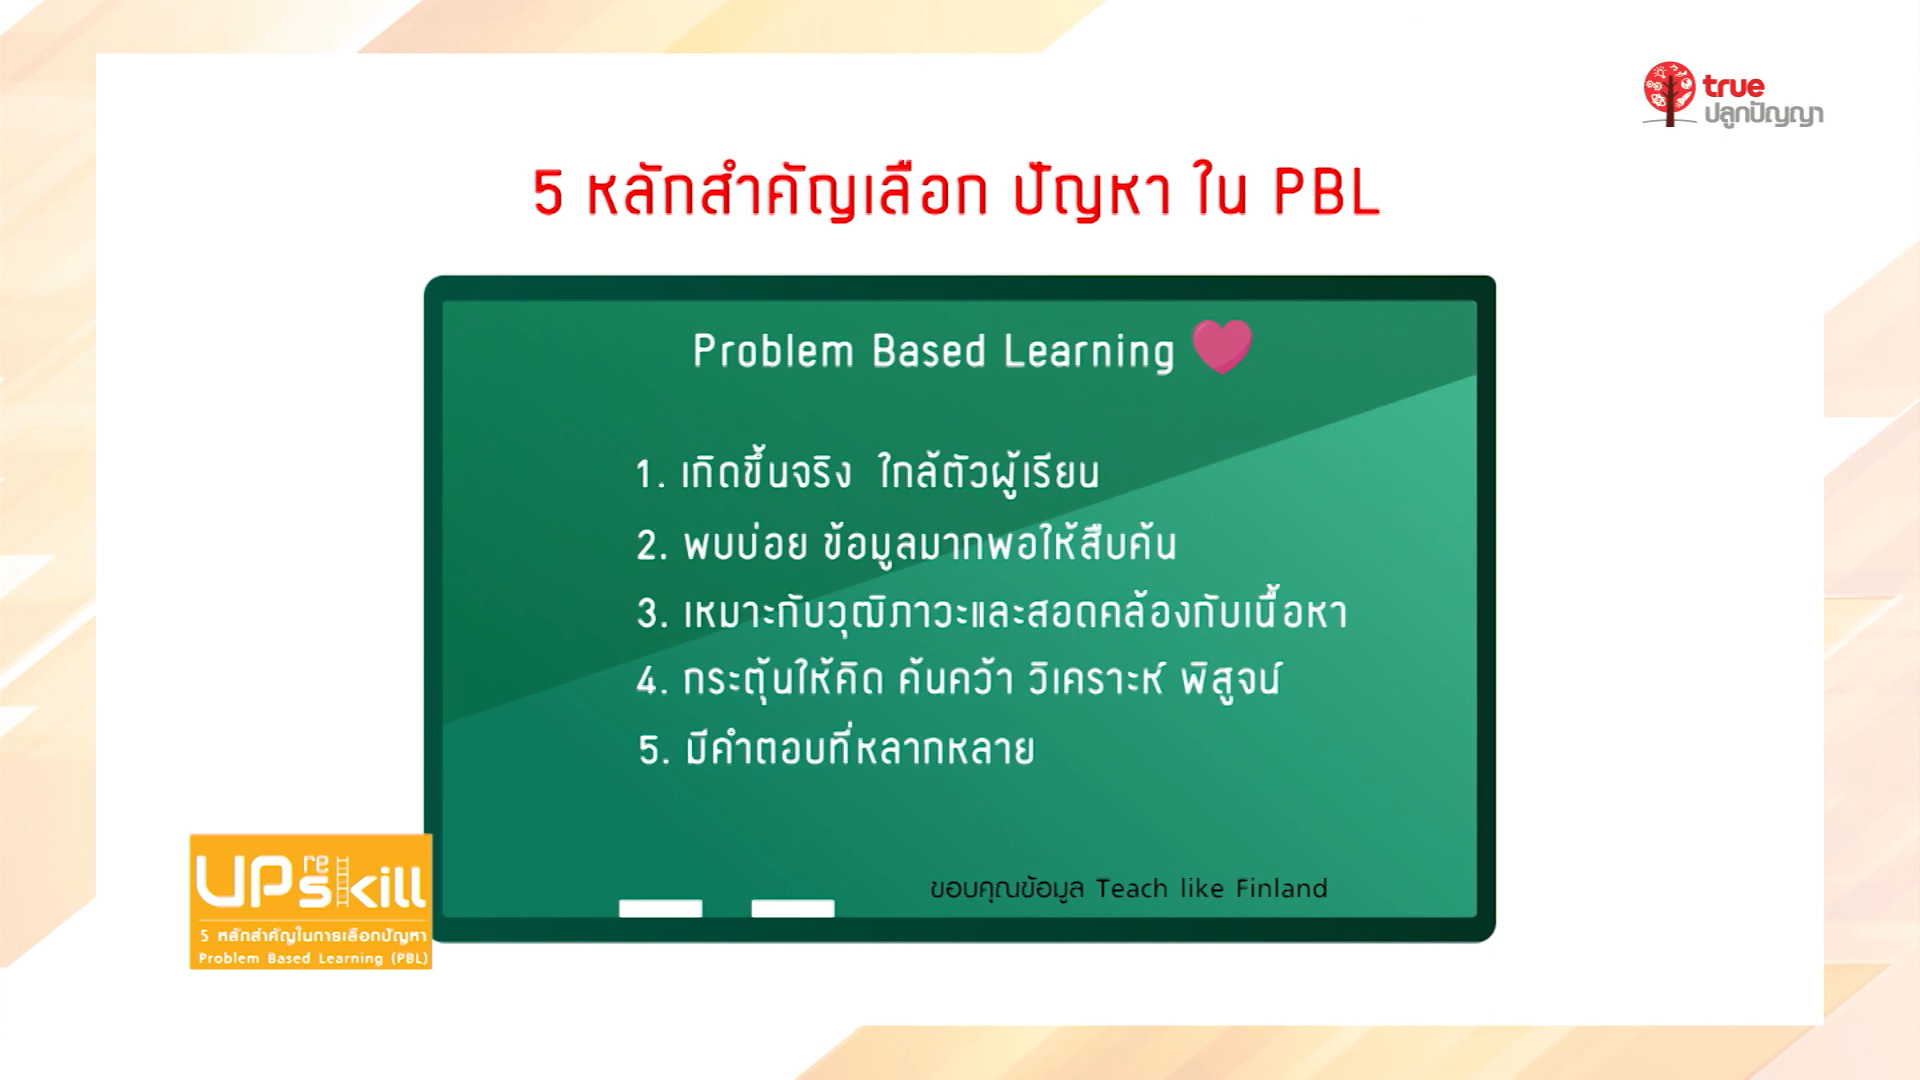 true
ปลูกปัญญา
5 หลักสำคัญเลือก ปัญหา ใน PBL
Problem Based Learning
1. เกิดขึ้นจริง ใกล้ตัวผู้เรียน
2. พบบ่อย ข้อมูลมากพอให้สืบค้น
3. เหมาะกับวุฒิภาวะและสอดคล้องกับเนื้อหา
4. กระตุ้นให้คิด ค้นคว้า วิเคราะห์ พิสูจน์
5. มีคำตอบที่หลากหลาย
ขอบคุณข้อมูล Teach like Finland
UP re skill
5 หลักสำคัญในการเลือกปัญหา
Problem Based Learning (PBL)